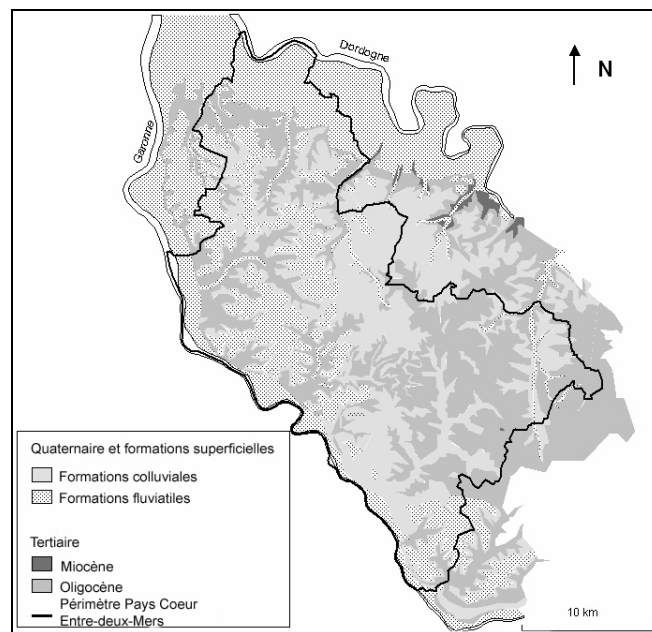 Dordogne
N
Garonne
Quaternaire et formations superficielles
Formations colluviales
Formations fluviatiles
Tertiaire
Miocène
Oligocène
Périmètre Pays Coeur
Entre-deux-Mers
10 km